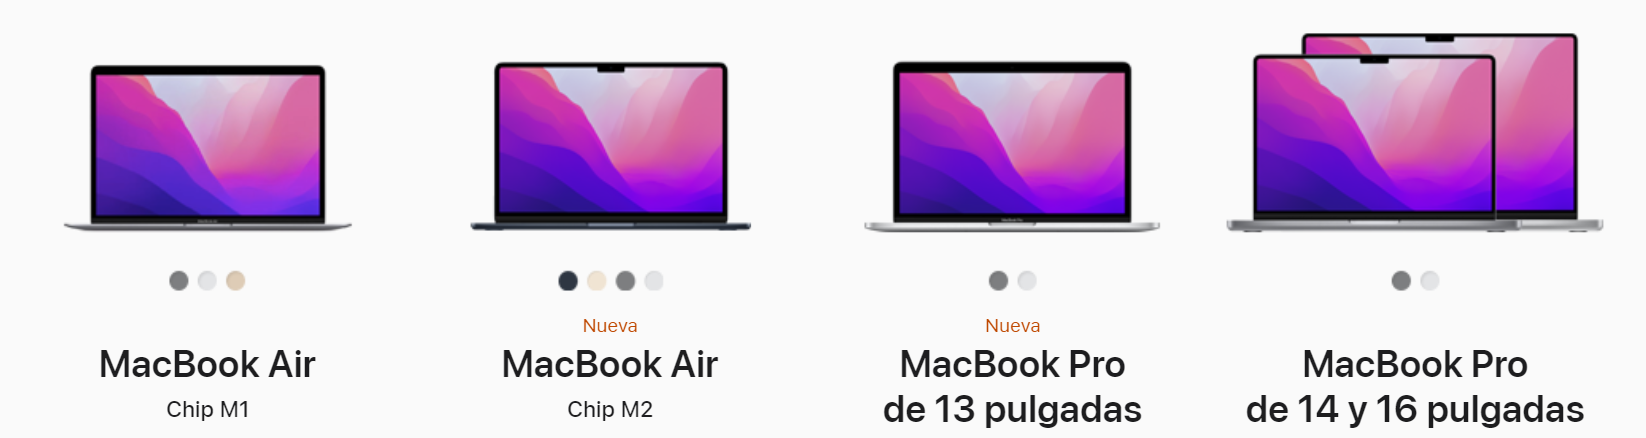 MacBook Air
Chip M1
Nueva
MacBook Air
Chip M2
Nueva
MacBook Pro
de 13 pulgadas
MacBook Pro
de 14 y 16 pulgadas